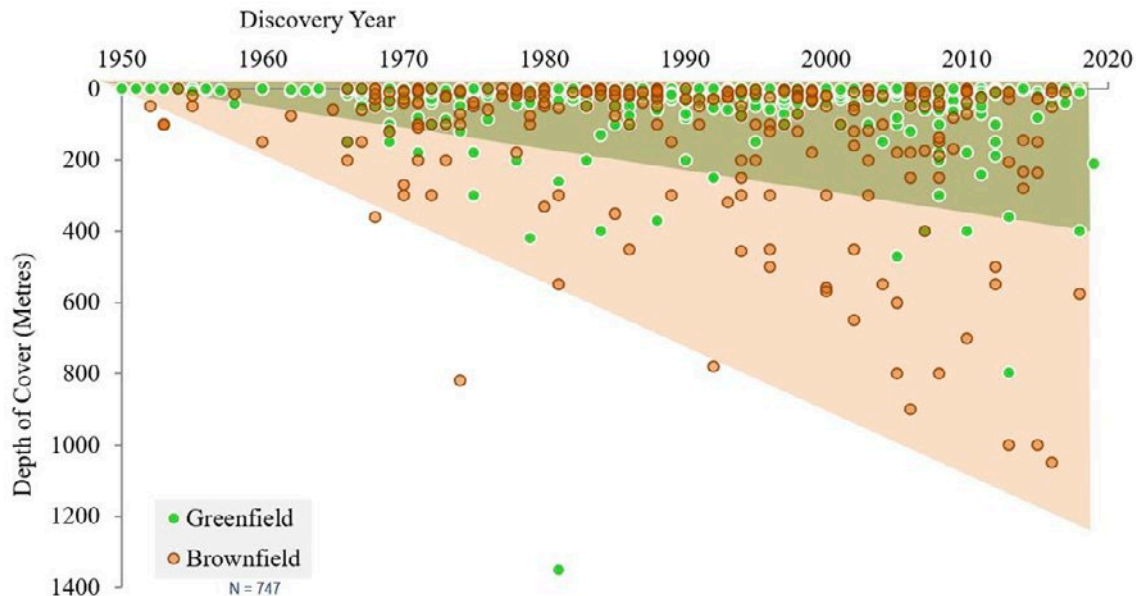 Discovery Year
1950 1960 1970 1980 1990 2000 2010 2020
0
200
400
600
800
1000
1200
1400
Depth of Cover (Metres)
Greenfield
Brownfield
N = 747